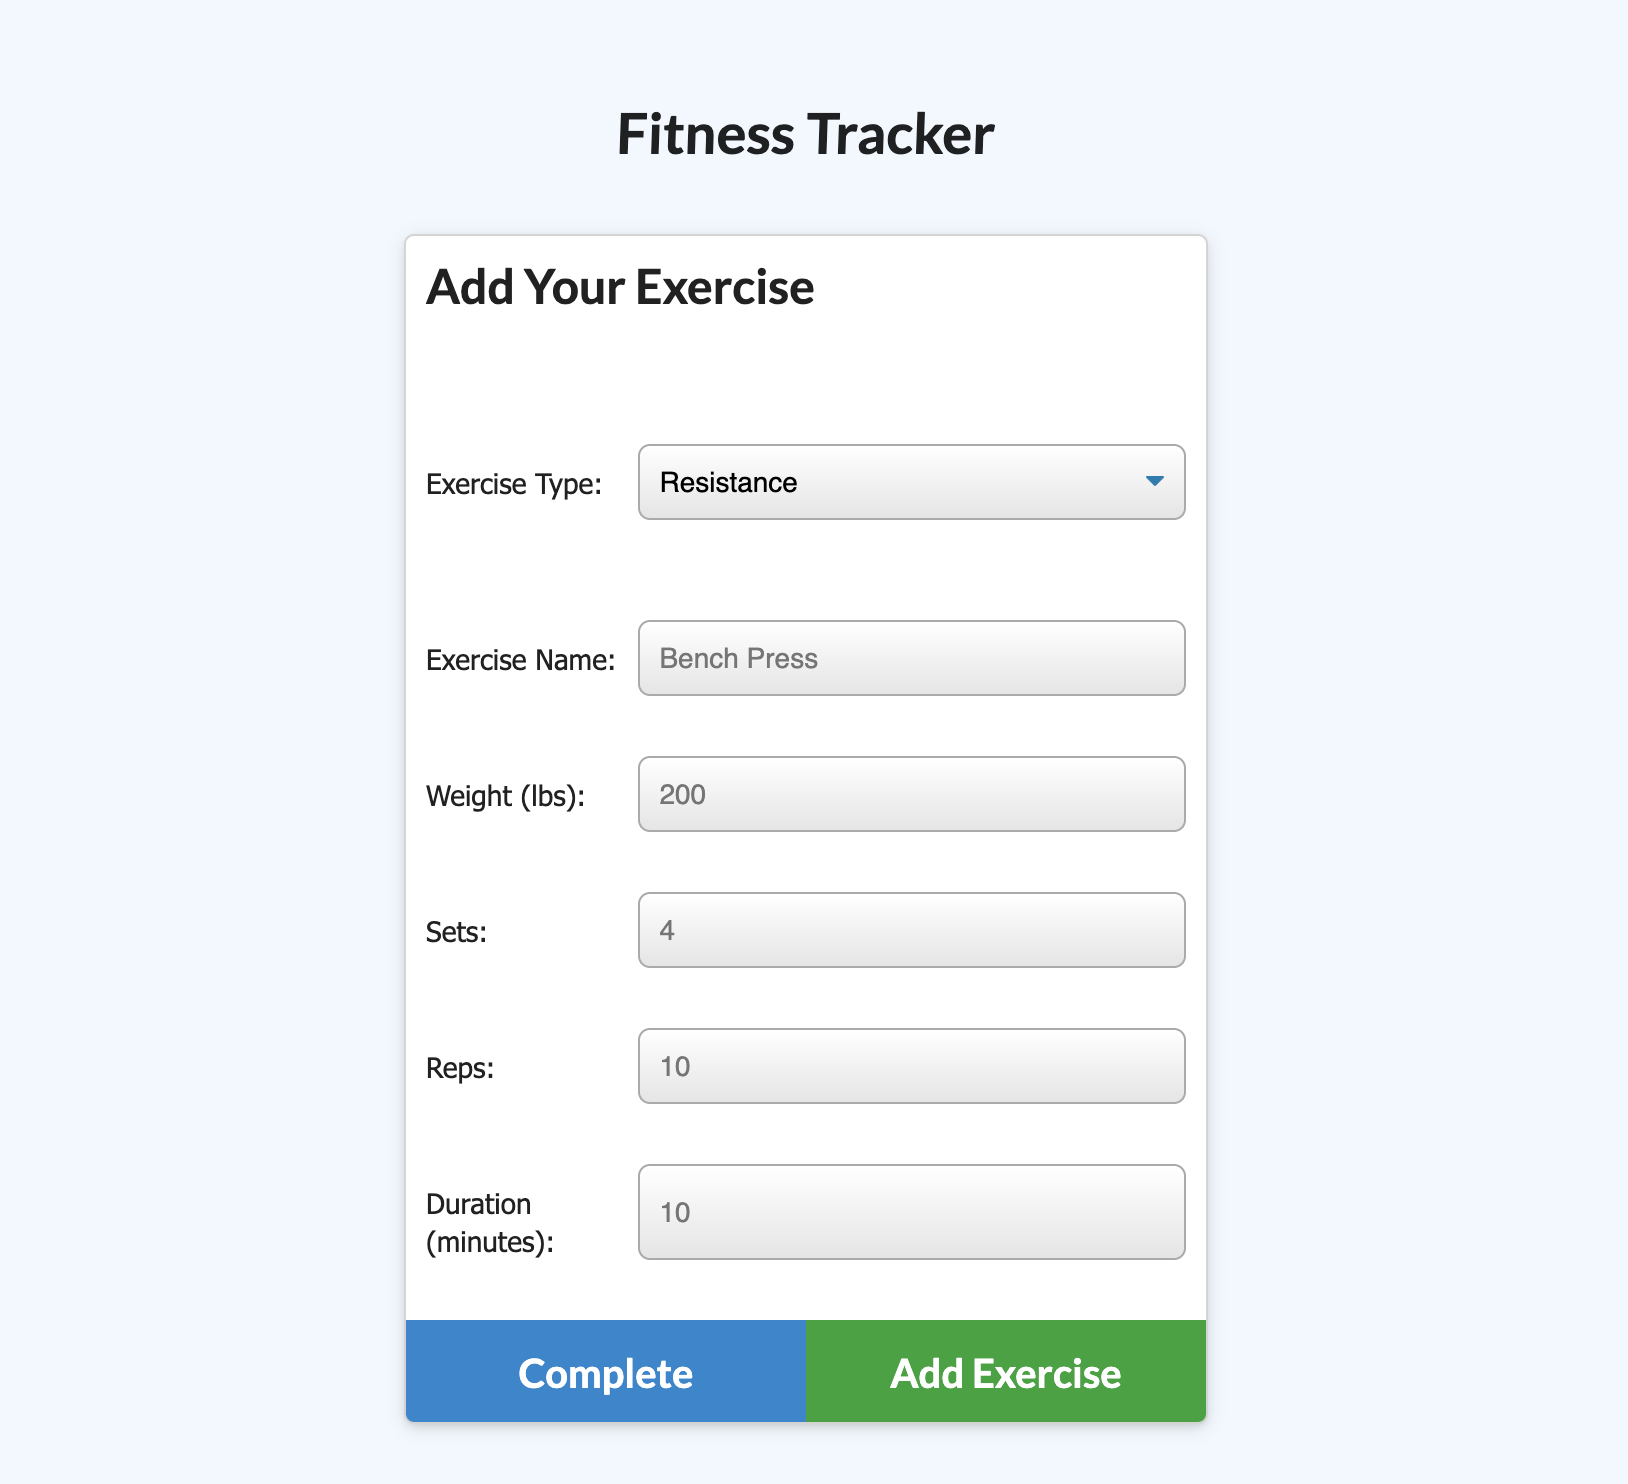 Fitness Tracker
Add Your Exercise
Exercise Type: Resistance
Exercise Name: Bench Press
Weight (lbs): 200
Sets: 4
Reps: 10
Duration
(minutes): 10
Complete Add Exercise